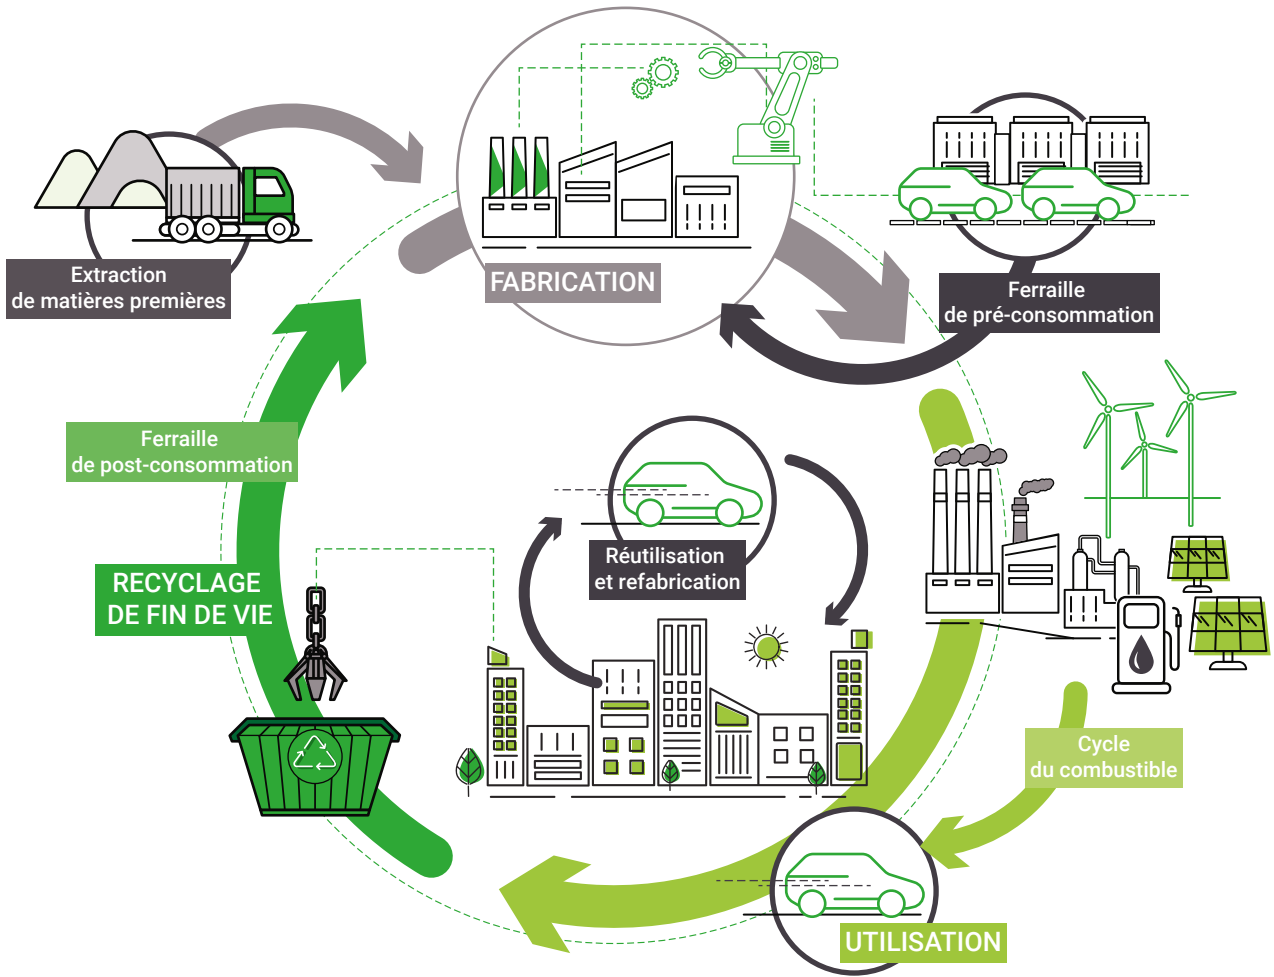 Extraction
de matières premières
FABRICATION
Ferraille
de pré-consommation
Ferraille
de post-consommation
RECYCLAGE
DE FIN DE VIE
Réutilisation
et refabrication
Cycle
du combustible
UTILISATION